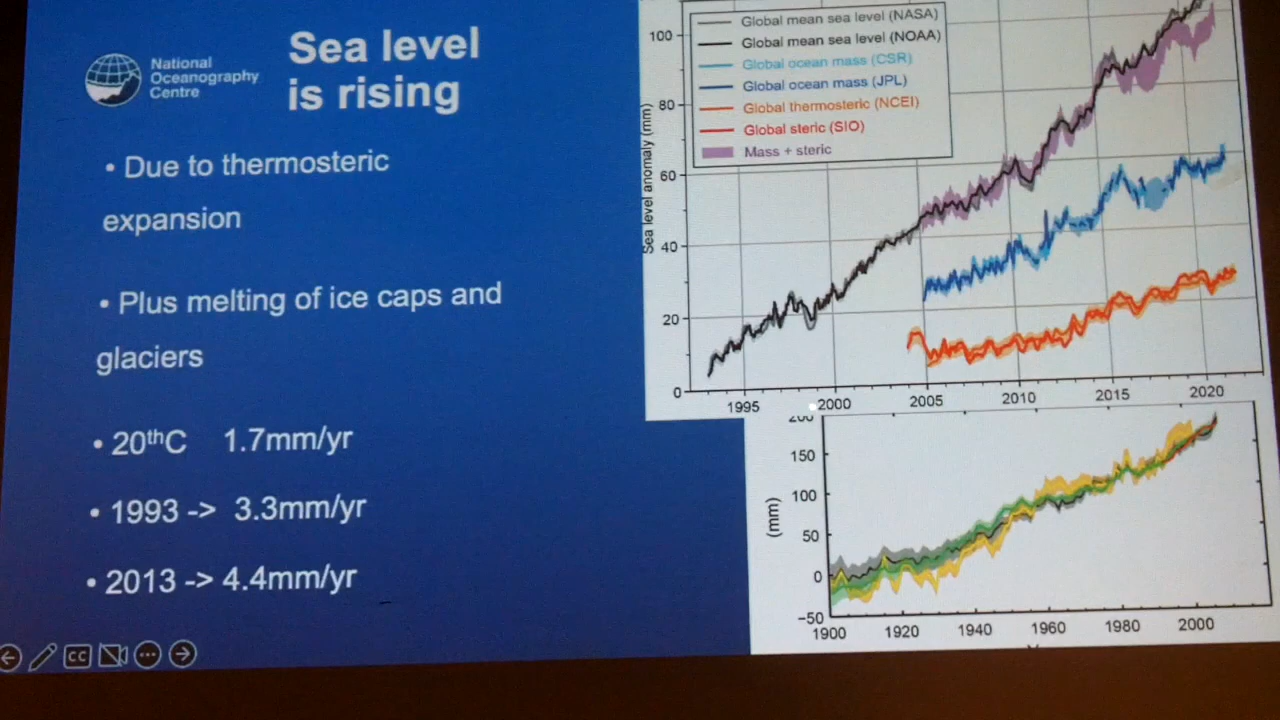 National
Oceanography
Centre
Sea level
is rising
• Due to thermosteric
expansion
• Plus melting of ice caps and
glaciers
• 20thC 1.7mm/yr
• 1993 -> 3.3mm/yr
• 2013 -> 4.4mm/yr
CC
Global mean sea level (NASA)
Global mean sea level (NOAA)
Global ocean mass (CSR)
Global ocean mass (JPL)
Global thermosteric (NCEI)
Global steric (SIO)
Mass + steric
Sea level anomaly (mm)
100
80
60
40
20
0
1995 2000 2005 2010 2015 2020
(mm)
200
150
100
50
0
−50
1900 1920 1940 1960 1980 2000